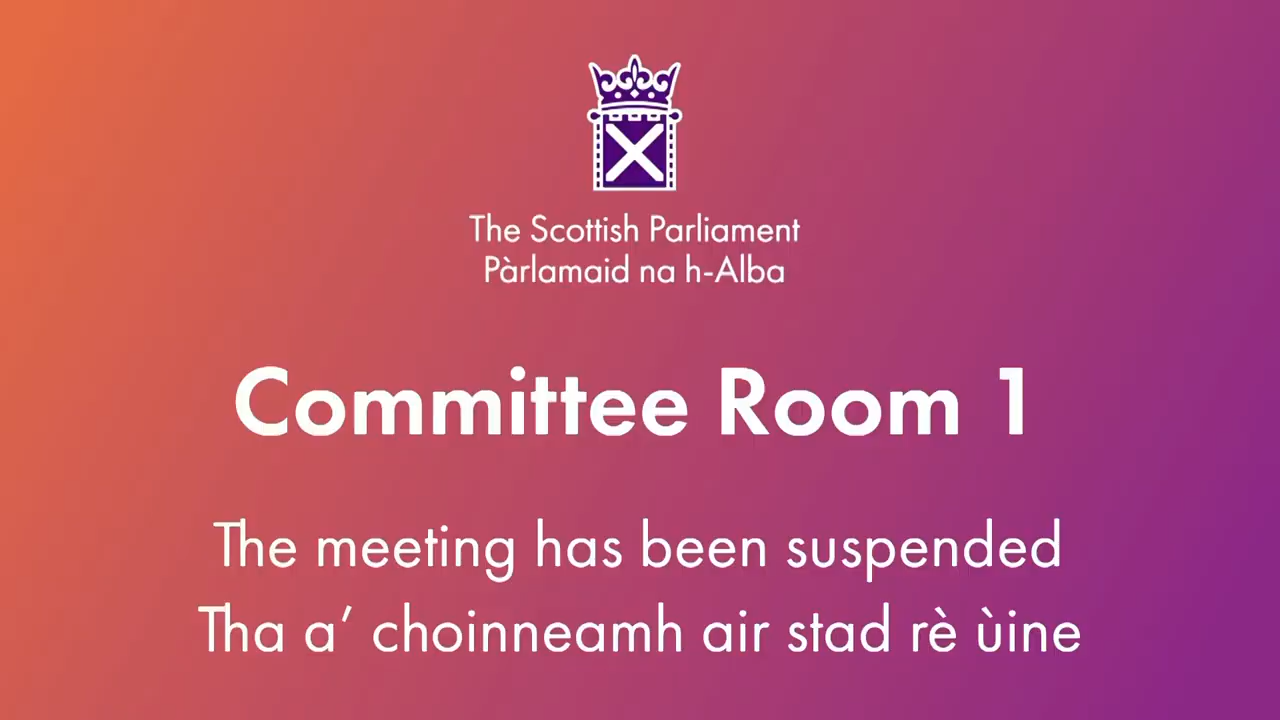 The Scottish Parliament
Pàrlamaid na h-Alba
Committee Room 1
The meeting has been suspended
Tha a’ choinneamh air stad rè ùine